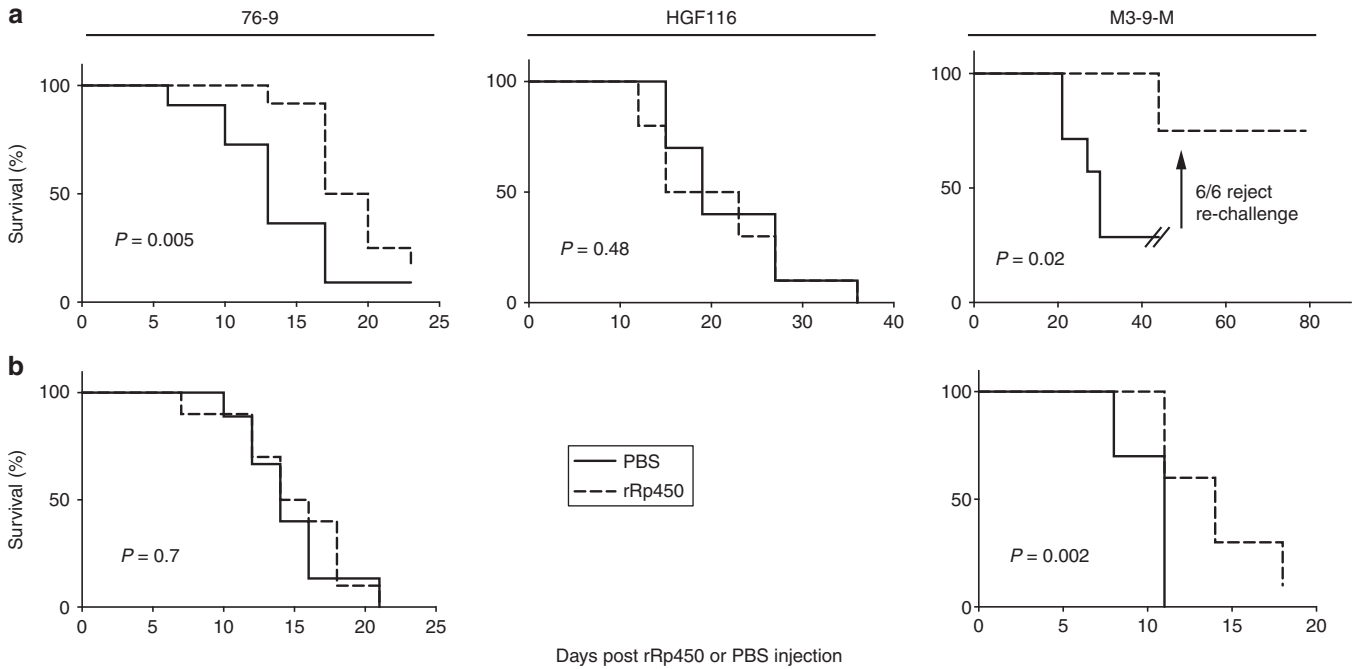 a
76-9
HGF116
M3-9-M
Survival (%)
100
50
0
P = 0.005
0 5 10 15 20 25
100
50
0
P = 0.48
0 10 20 30 40
100
50
0
P = 0.02
6/6 reject
re-challenge
0 20 40 60 80
b
Survival (%)
100
50
0
P = 0.7
0 5 10 15 20 25
PBS
rRp450
100
50
0
P = 0.002
0 5 10 15 20
Days post rRp450 or PBS injection